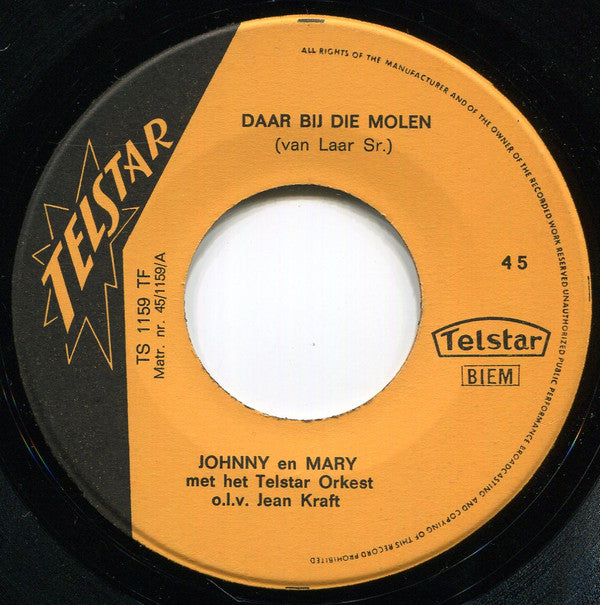 TELSTAR
DAAR BIJ DIE MOLEN
(van Laar Sr.)
45
TS 1159 TF
Matr. nr. 45/1159/A
Telstar
BIEM
JOHNNY en MARY
met het Telstar Orkest
o.l.v. Jean Kraft
ALL RIGHTS OF THE MANUFACTURER AND OF THE OWNER OF THE RECORDED WORK RESERVED UNAUTHORIZED PUBLIC PERFORMANCE BROADCASTING AND COPYING OF THIS RECORD PROHIBITED